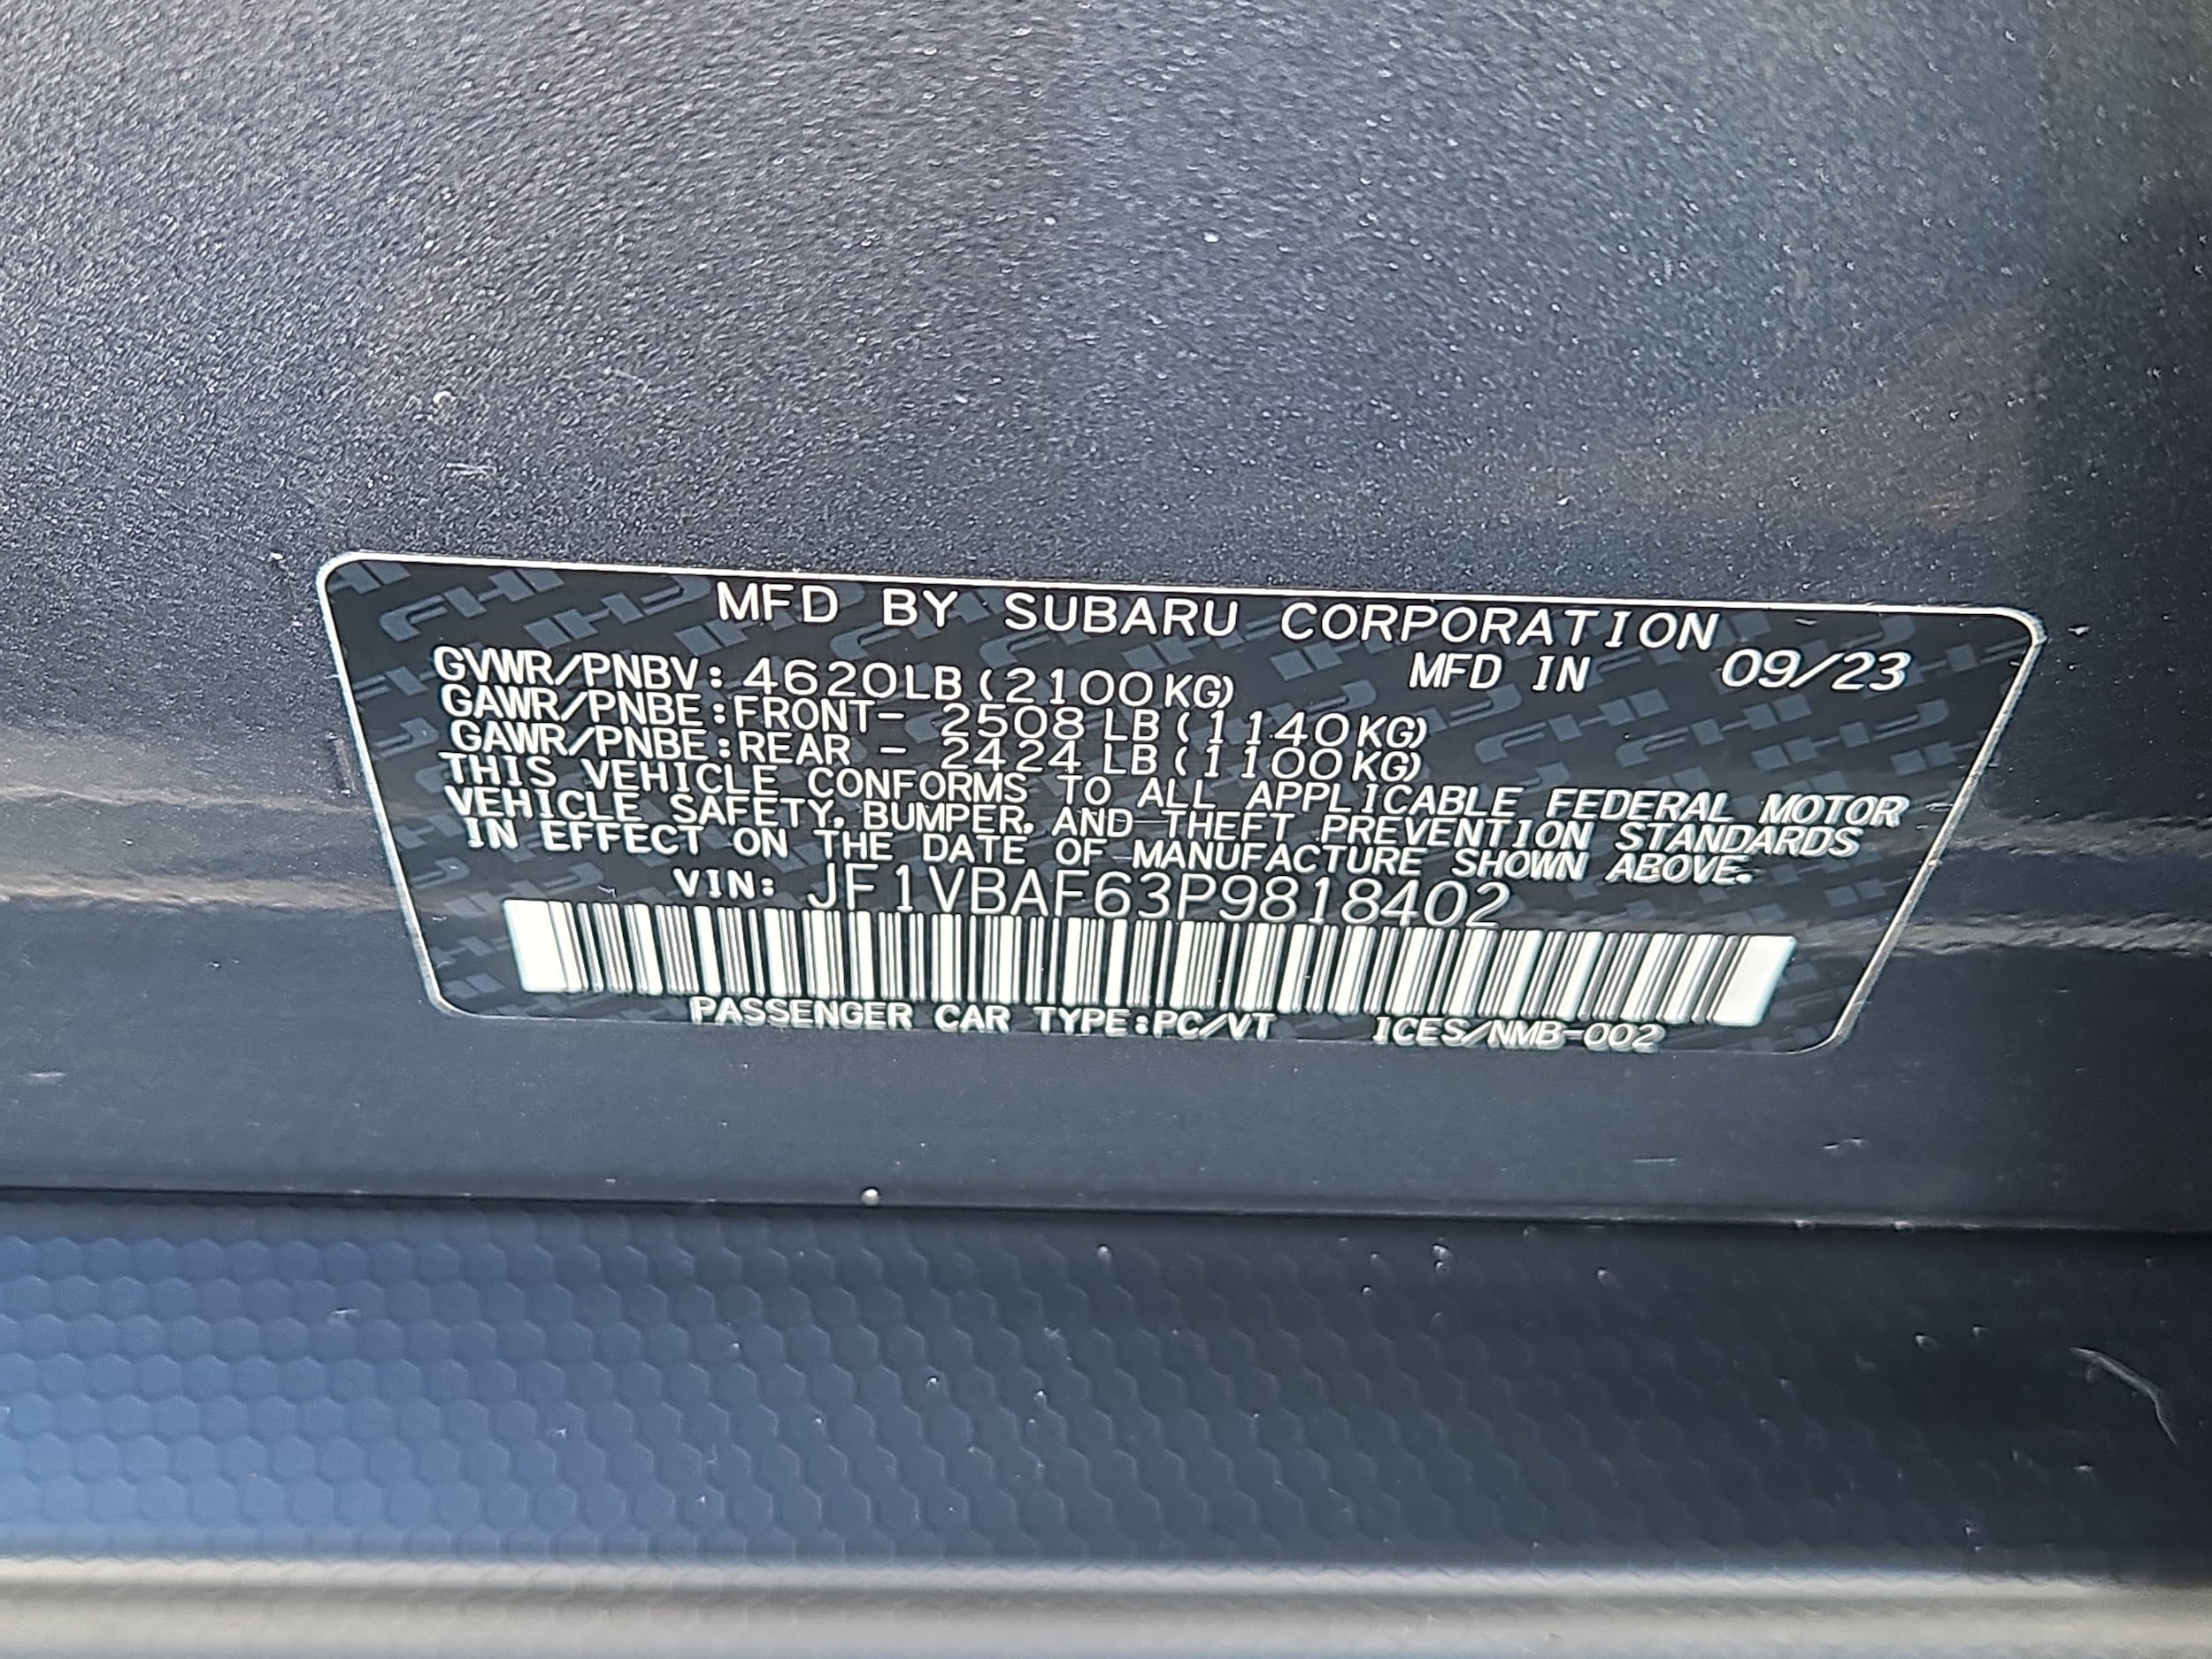 MFD BY SUBARU CORPORATION
GVWR/PNBV: 4620LB (2100KG) MFD IN 09/23
GAWR/PNBE:FRONT- 2508 LB (1140KG)
GAWR/PNBE:REAR - 2424 LB (1100KG)
THIS VEHICLE CONFORMS TO ALL APPLICABLE FEDERAL MOTOR
VEHICLE SAFETY, BUMPER, AND THEFT PREVENTION STANDARDS
IN EFFECT ON THE DATE OF MANUFACTURE SHOWN ABOVE.
VIN: JF1VBAF63P9818402
PASSENGER CAR TYPE:PC/VT ICES/NMB-002